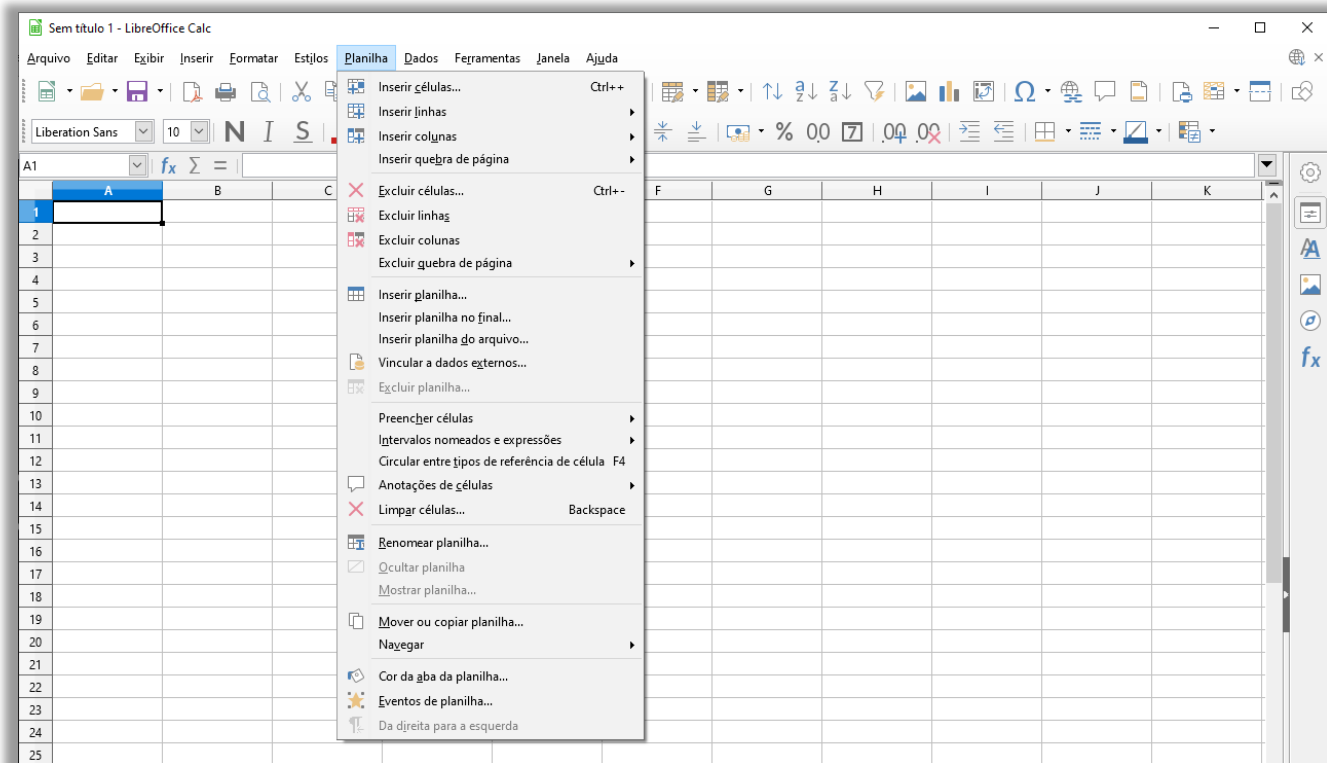 Sem título 1 - LibreOffice Calc
Arquivo Editar Exibir Inserir Formatar Estilos Planilha Dados Ferramentas Janela Ajuda
Liberation Sans 10 N I S % 00 7 .00 .00
A1 fx Σ =
A B C F G H I J K
1
2
3
4
5
6
7
8
9
10
11
12
13
14
15
16
17
18
19
20
21
22
23
24
25
Inserir células... Ctrl++
Inserir linhas
Inserir colunas
Inserir quebra de página
Excluir células... Ctrl+-
Excluir linhas
Excluir colunas
Excluir quebra de página
Inserir planilha...
Inserir planilha no final...
Inserir planilha do arquivo...
Vincular a dados externos...
Excluir planilha...
Preencher células
Intervalos nomeados e expressões
Circular entre tipos de referência de célula F4
Anotações de células
Limpar células... Backspace
Renomear planilha...
Ocultar planilha
Mostrar planilha...
Mover ou copiar planilha...
Navegar
Cor da aba da planilha...
Eventos de planilha...
Da direita para a esquerda